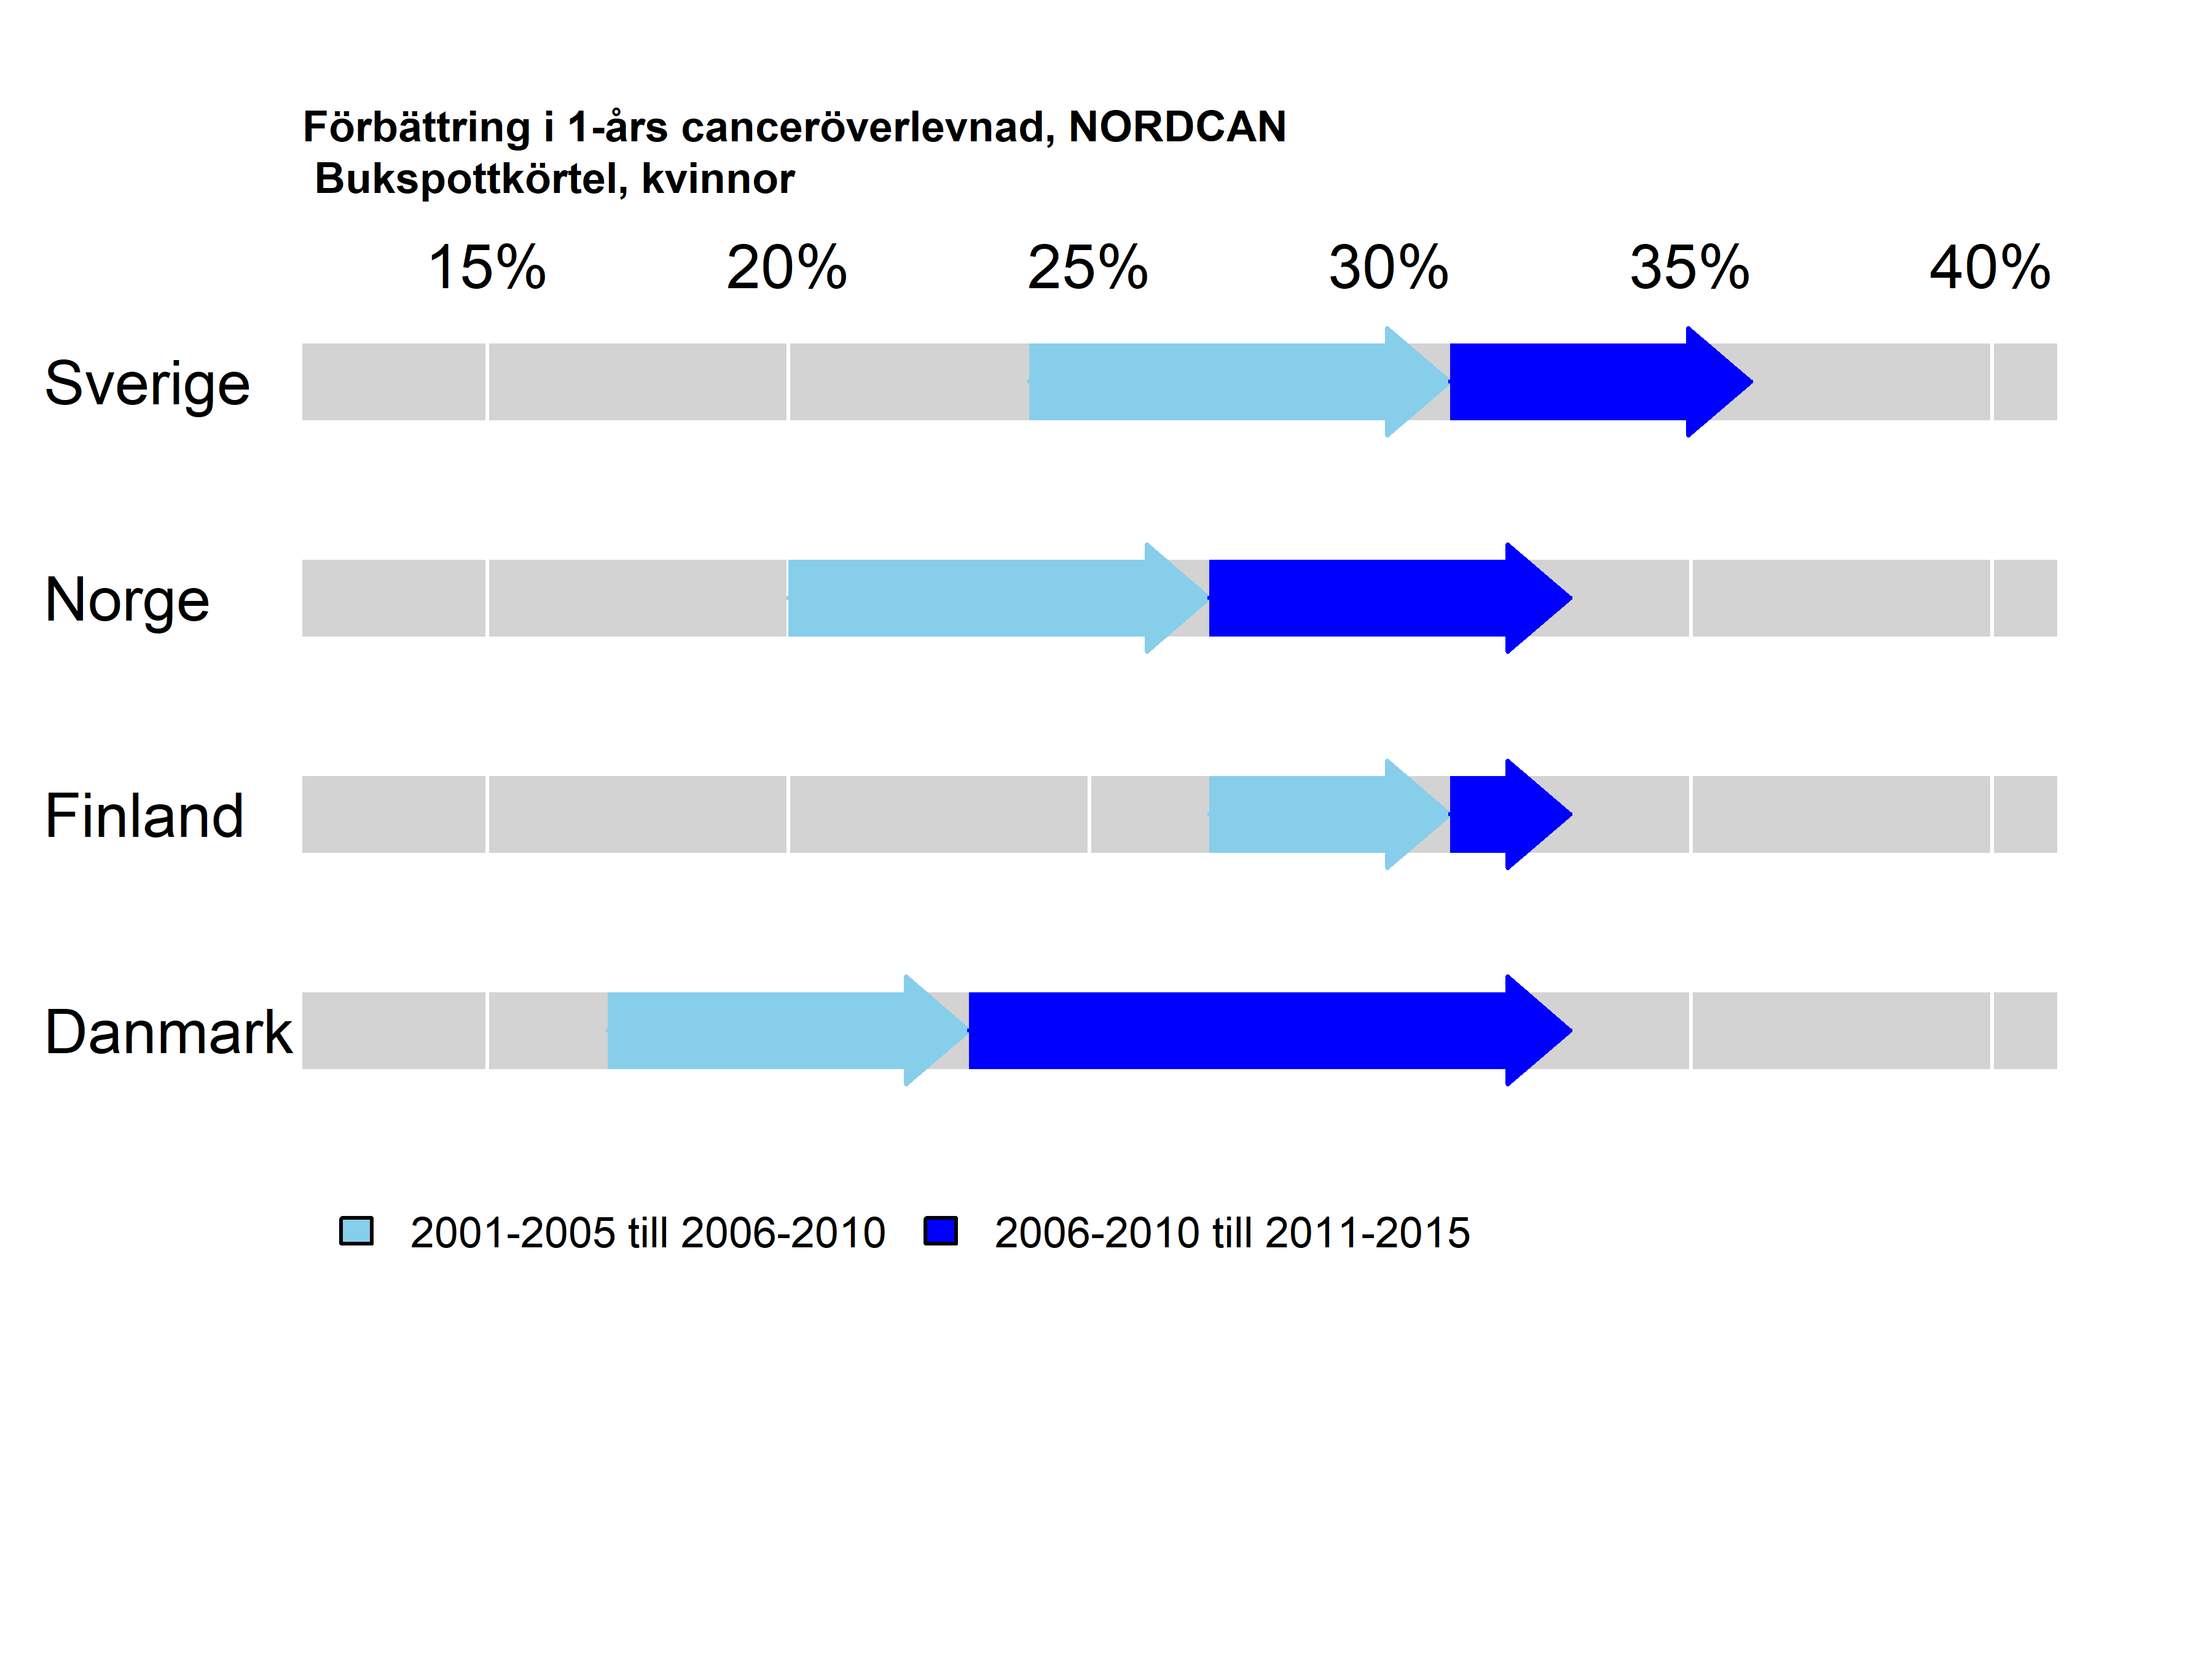 Förbättring i 1-års canceröverlevnad, NORDCAN
Bukspottkörtel, kvinnor
15% 20% 25% 30% 35% 40%
Sverige
Norge
Finland
Danmark
2001-2005 till 2006-2010 2006-2010 till 2011-2015